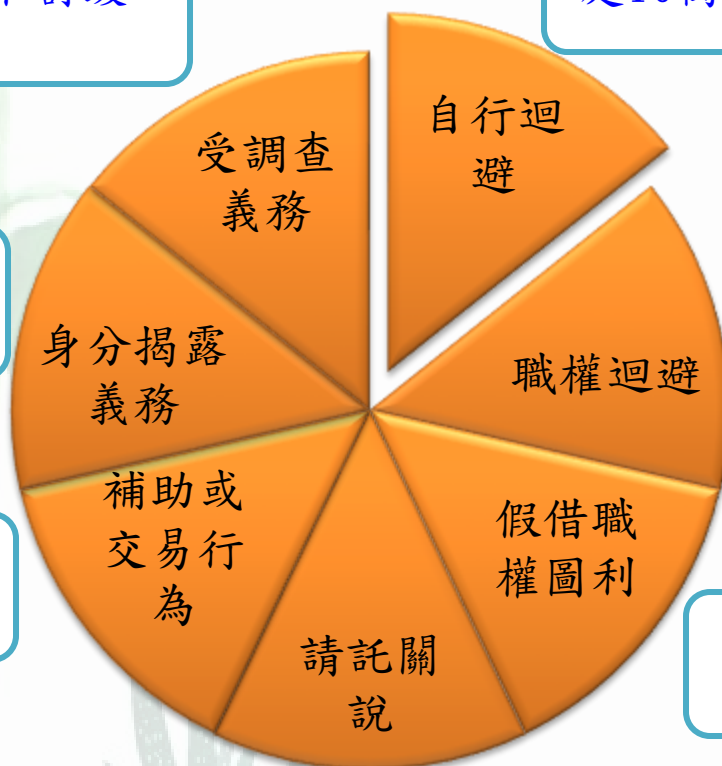 自行迴
避
職權迴避
假借職
權圖利
請託關
說
補助或
交易行
為
身分揭露
義務
受調查
義務